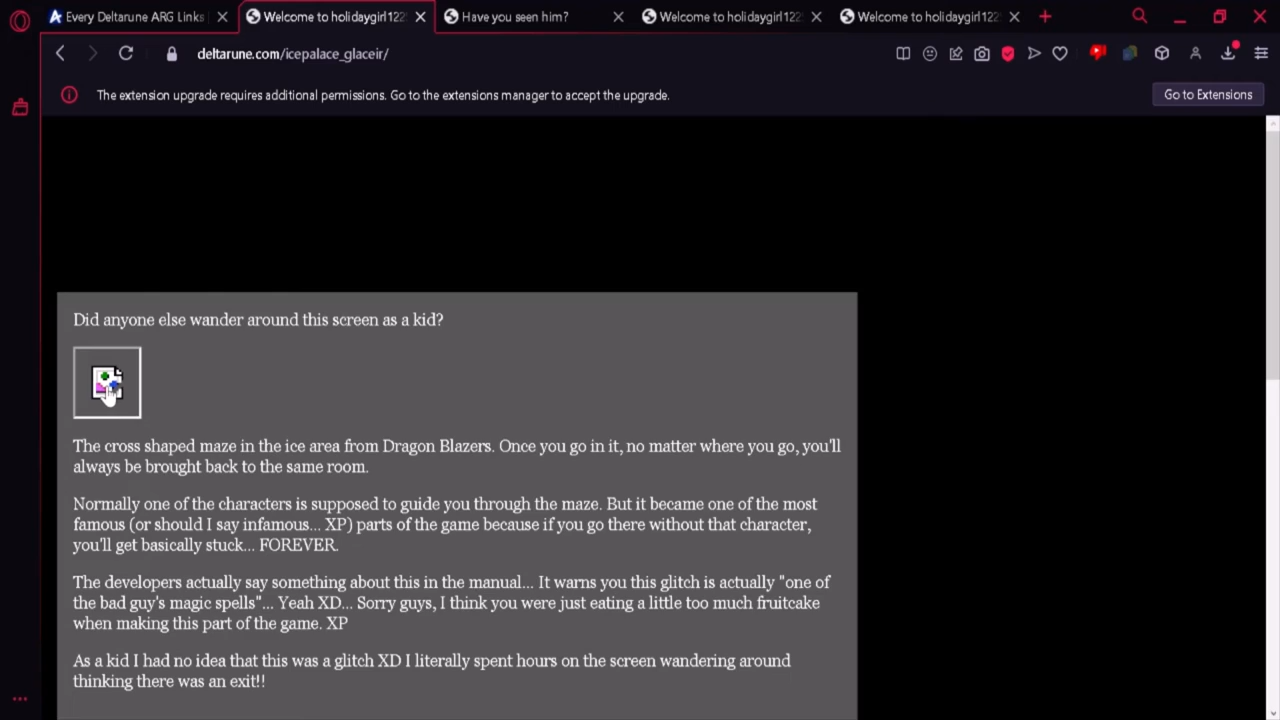 Every Deltarune ARG Links
Welcome to holidaygirl122
Have you seen him?
Welcome to holidaygirl122
Welcome to holidaygirl122
deltarune.com/icepalace_glaceir/
The extension upgrade requires additional permissions. Go to the extensions manager to accept the upgrade.
Go to Extensions
Did anyone else wander around this screen as a kid?
The cross shaped maze in the ice area from Dragon Blazers. Once you go in it, no matter where you go, you'll
always be brought back to the same room.
Normally one of the characters is supposed to guide you through the maze. But it became one of the most
famous (or should I say infamous... XP) parts of the game because if you go there without that character,
you'll get basically stuck... FOREVER.
The developers actually say something about this in the manual... It warns you this glitch is actually "one of
the bad guy's magic spells"... Yeah XD... Sorry guys, I think you were just eating a little too much fruitcake
when making this part of the game. XP
As a kid I had no idea that this was a glitch XD I literally spent hours on the screen wandering around
thinking there was an exit!!